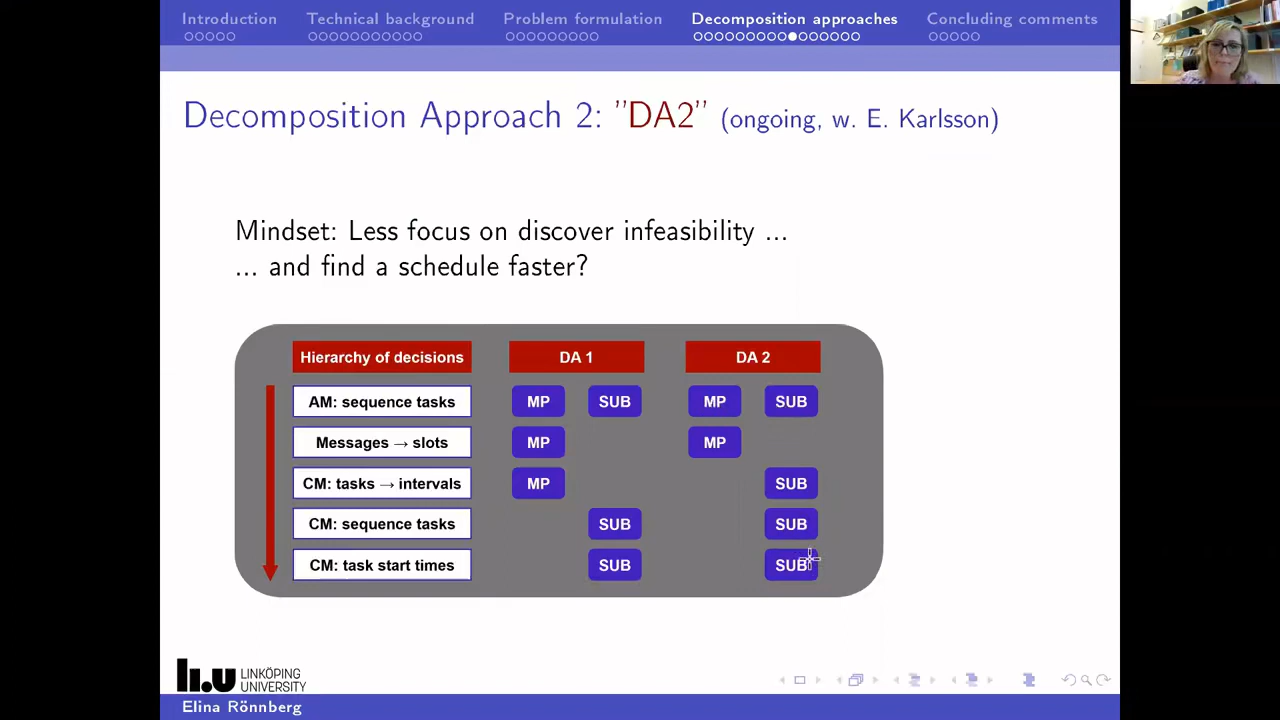 Introduction Technical background Problem formulation Decomposition approaches Concluding comments
Decomposition Approach 2: "DA2" (ongoing, w. E. Karlsson)
Mindset: Less focus on discover infeasibility ...
... and find a schedule faster?
Hierarchy of decisions DA 1 DA 2
AM: sequence tasks MP SUB MP SUB
Messages → slots MP MP
CM: tasks → intervals MP SUB
CM: sequence tasks SUB SUB
CM: task start times SUB SUB
li.u LINKÖPING
UNIVERSITY
Elina Rönnberg